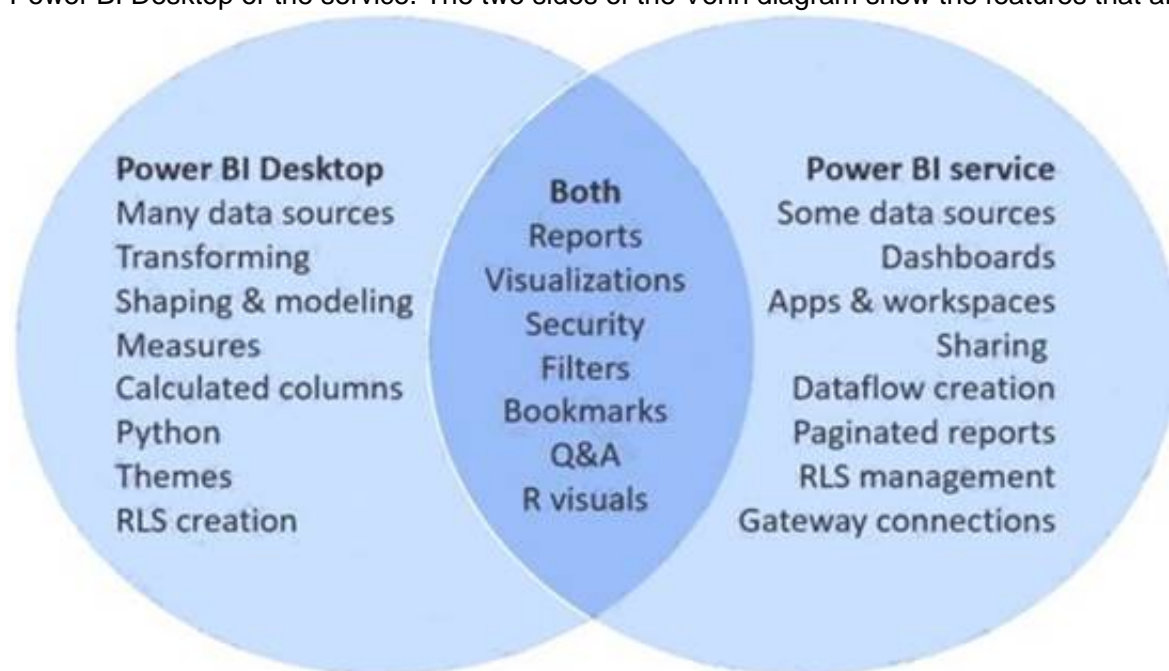 Power BI Desktop or the service. The two sides of the Venn diagram show the features that
Power BI Desktop
Many data sources
Transforming
Shaping & modeling
Measures
Calculated columns
Python
Themes
RLS creation
Both
Reports
Visualizations
Security
Filters
Bookmarks
Q&A
R visuals
Power BI service
Some data sources
Dashboards
Apps & workspaces
Sharing
Dataflow creation
Paginated reports
RLS management
Gateway connections